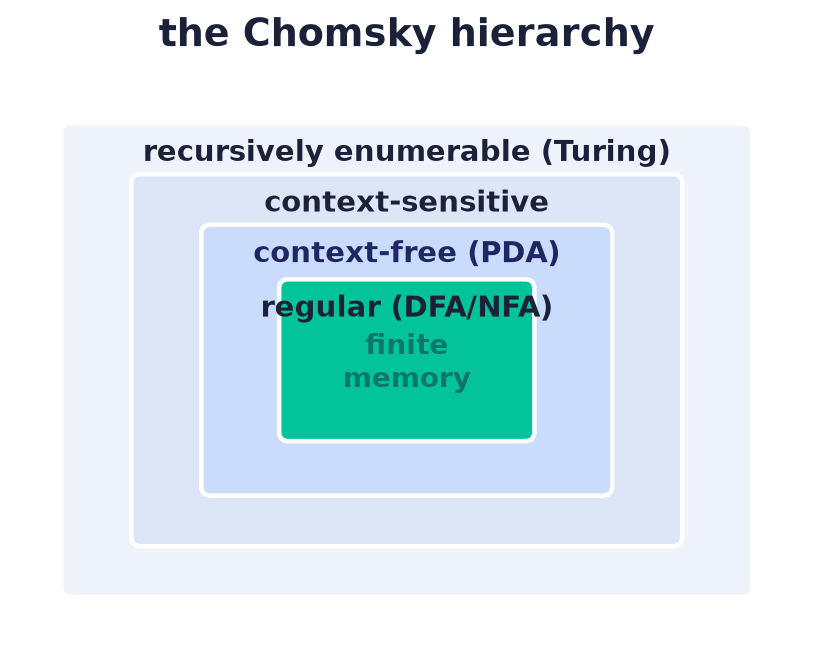 the Chomsky hierarchy
recursively enumerable (Turing)
context-sensitive
context-free (PDA)
regular (DFA/NFA)
finite
memory